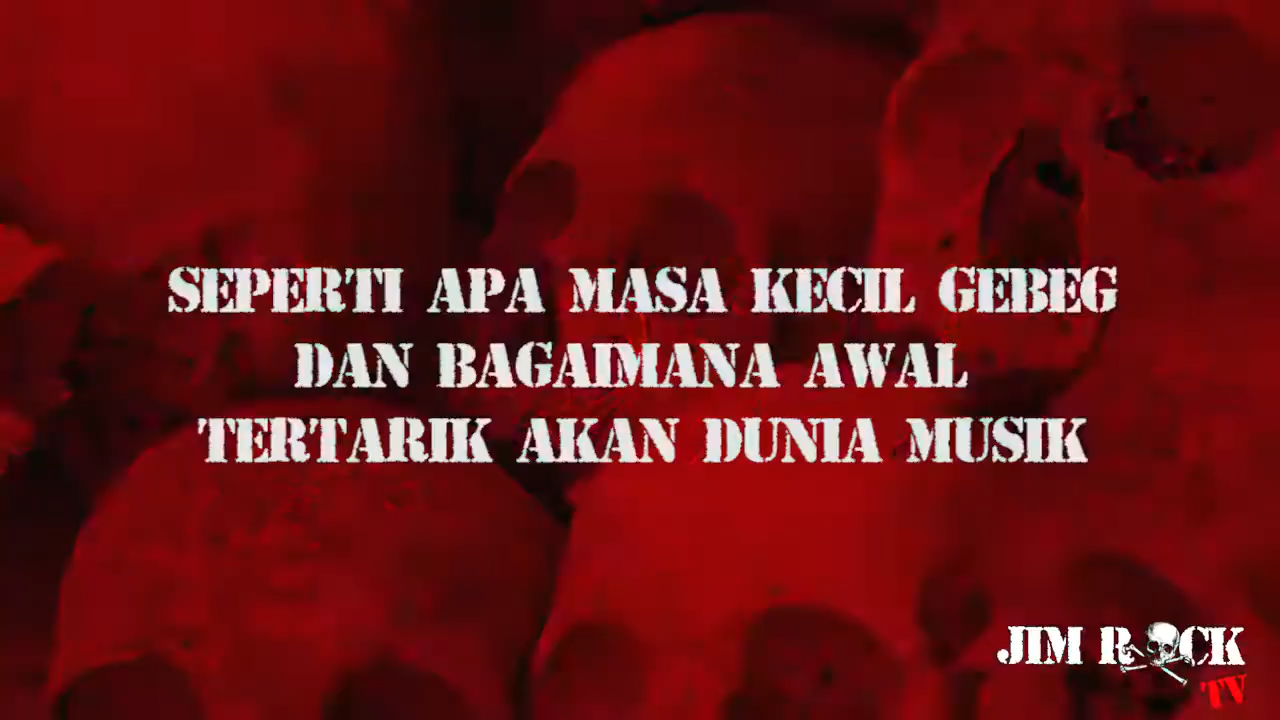 SEPERTI APA MASA KECIL GEBEG
DAN BAGAIMANA AWAL
TERTARIK AKAN DUNIA MUSIK
JIM ROCK
TV